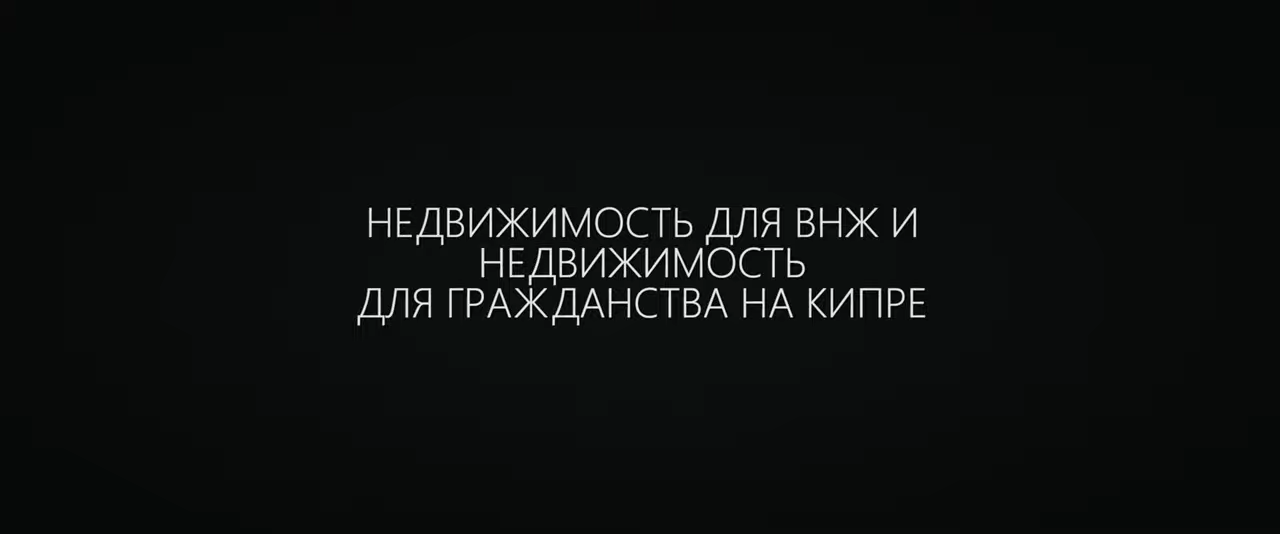 НЕДВИЖИМОСТЬ ДЛЯ ВНЖ И
НЕДВИЖИМОСТЬ
ДЛЯ ГРАЖДАНСТВА НА КИПРЕ